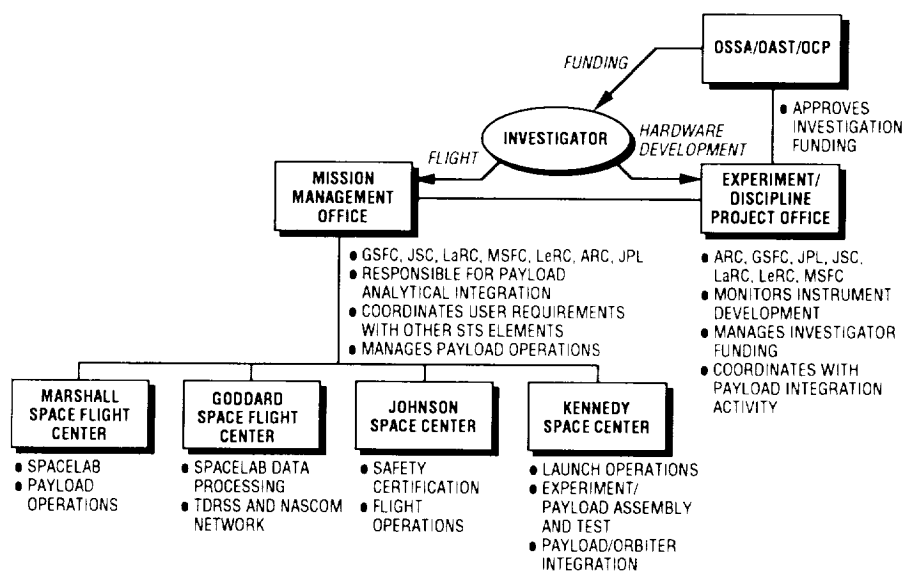 OSSA/OAST/OCP
FUNDING
● APPROVES
INVESTIGATION
FUNDING
INVESTIGATOR
HARDWARE
DEVELOPMENT
FLIGHT
MISSION
MANAGEMENT
OFFICE
EXPERIMENT/
DISCIPLINE
PROJECT OFFICE
● GSFC, JSC, LaRC, MSFC, LeRC, ARC, JPL
● RESPONSIBLE FOR PAYLOAD
ANALYTICAL INTEGRATION
● COORDINATES USER REQUIREMENTS
WITH OTHER STS ELEMENTS
● MANAGES PAYLOAD OPERATIONS
● ARC, GSFC, JPL, JSC,
LaRC, LeRC, MSFC
● MONITORS INSTRUMENT
DEVELOPMENT
● MANAGES INVESTIGATOR
FUNDING
● COORDINATES WITH
PAYLOAD INTEGRATION
ACTIVITY
MARSHALL
SPACE FLIGHT
CENTER
● SPACELAB
● PAYLOAD
OPERATIONS
GODDARD
SPACE FLIGHT
CENTER
● SPACELAB DATA
PROCESSING
● TDRSS AND NASCOM
NETWORK
JOHNSON
SPACE CENTER
● SAFETY
CERTIFICATION
● FLIGHT
OPERATIONS
KENNEDY
SPACE CENTER
● LAUNCH OPERATIONS
● EXPERIMENT/
PAYLOAD ASSEMBLY
AND TEST
● PAYLOAD/ORBITER
INTEGRATION